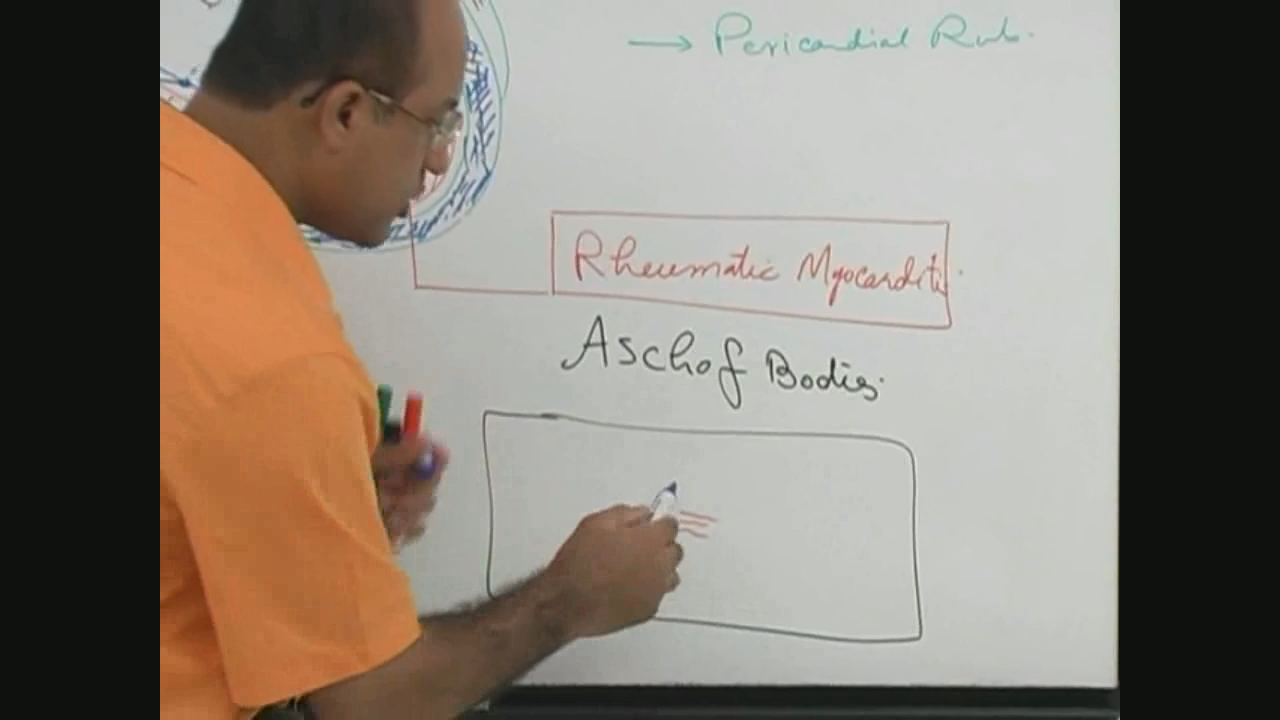 → Pericardial Rub.
Rheumatic Myocarditis
Aschof Bodies.